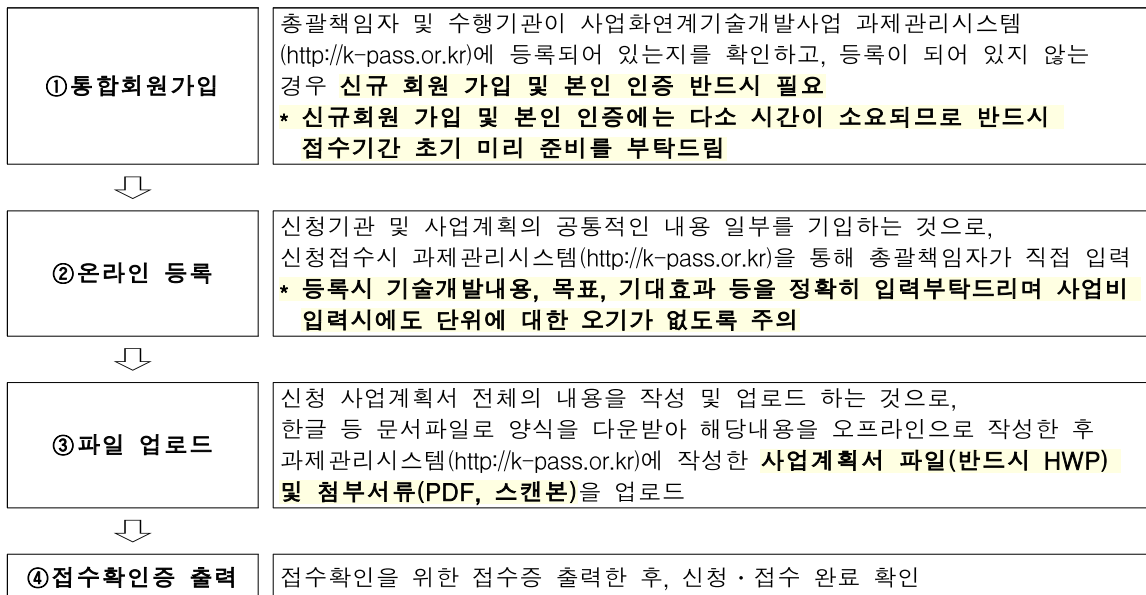 ①통합회원가입
총괄책임자 및 수행기관이 사업화연계기술개발사업 과제관리시스템
(http://k-pass.or.kr)에 등록되어 있는지를 확인하고, 등록이 되어 있지 않는
경우 신규 회원 가입 및 본인 인증 반드시 필요
* 신규회원 가입 및 본인 인증에는 다소 시간이 소요되므로 반드시
접수기간 초기 미리 준비를 부탁드림
②온라인 등록
신청기관 및 사업계획의 공통적인 내용 일부를 기입하는 것으로,
신청접수시 과제관리시스템(http://k-pass.or.kr)을 통해 총괄책임자가 직접 입력
* 등록시 기술개발내용, 목표, 기대효과 등을 정확히 입력부탁드리며 사업비
입력시에도 단위에 대한 오기가 없도록 주의
③파일 업로드
신청 사업계획서 전체의 내용을 작성 및 업로드 하는 것으로,
한글 등 문서파일로 양식을 다운받아 해당내용을 오프라인으로 작성한 후
과제관리시스템(http://k-pass.or.kr)에 작성한 사업계획서 파일(반드시 HWP)
및 첨부서류(PDF, 스캔본)을 업로드
④접수확인증 출력
접수확인을 위한 접수증 출력한 후, 신청・접수 완료 확인